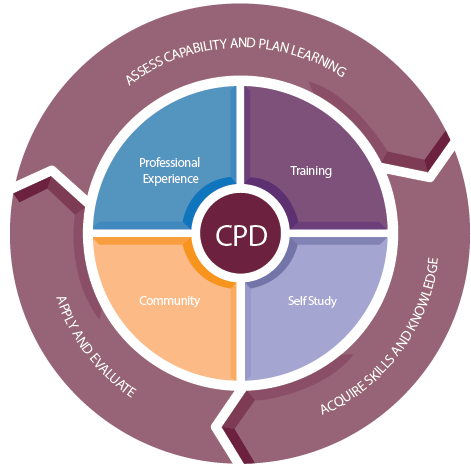 ASSESS CAPABILITY AND PLAN LEARNING
Professional
Experience
Training
CPD
Community
Self Study
APPLY AND EVALUATE
ACQUIRE SKILLS AND KNOWLEDGE